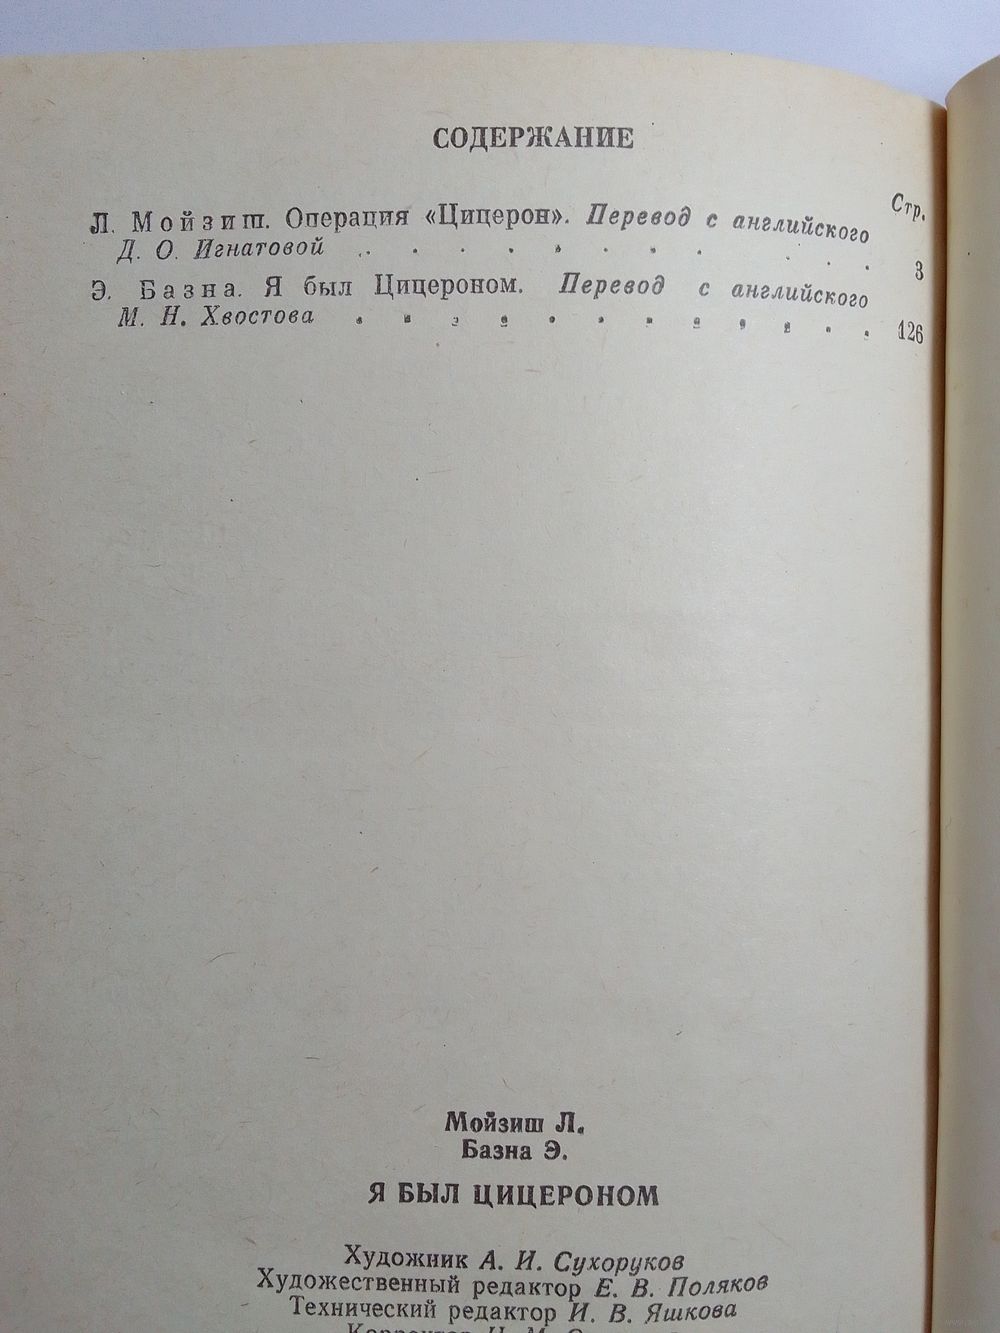 СОДЕРЖАНИЕ
Стр.
Л. Мойзиш. Операция «Цицерон». Перевод с английского
Д. О. Игнатовой . . . . . . . . . . 3
Э. Базна. Я был Цицероном. Перевод с английского
М. Н. Хвостова . . . . . . . . . . . . 126
Мойзиш Л.
Базна Э.
Я БЫЛ ЦИЦЕРОНОМ
Художник А. И. Сухоруков
Художественный редактор Е. В. Поляков
Технический редактор И. В. Яшкова
Корректор